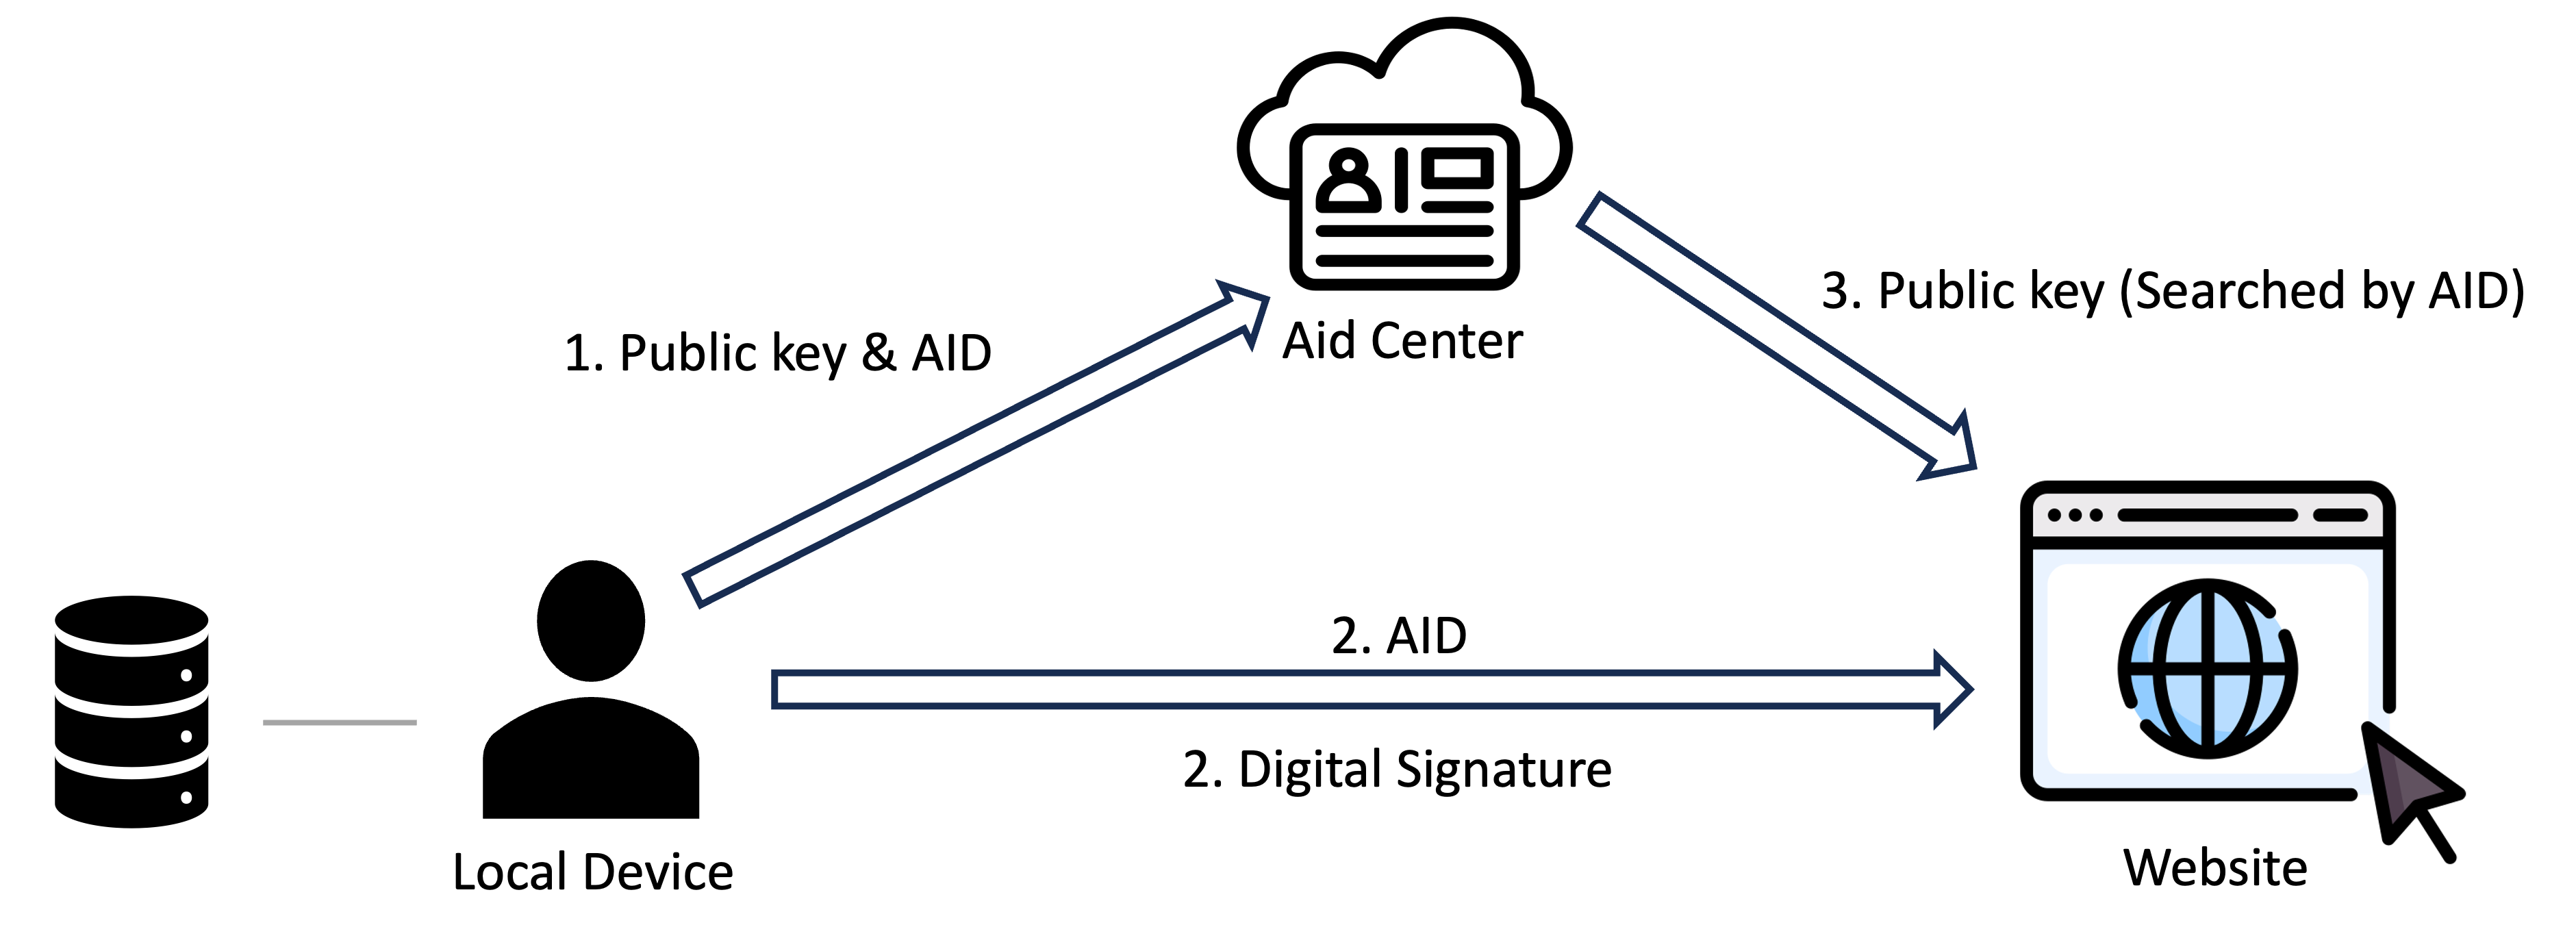 1. Public key & AID
Aid Center
3. Public key (Searched by AID)
2. AID
2. Digital Signature
Local Device
Website